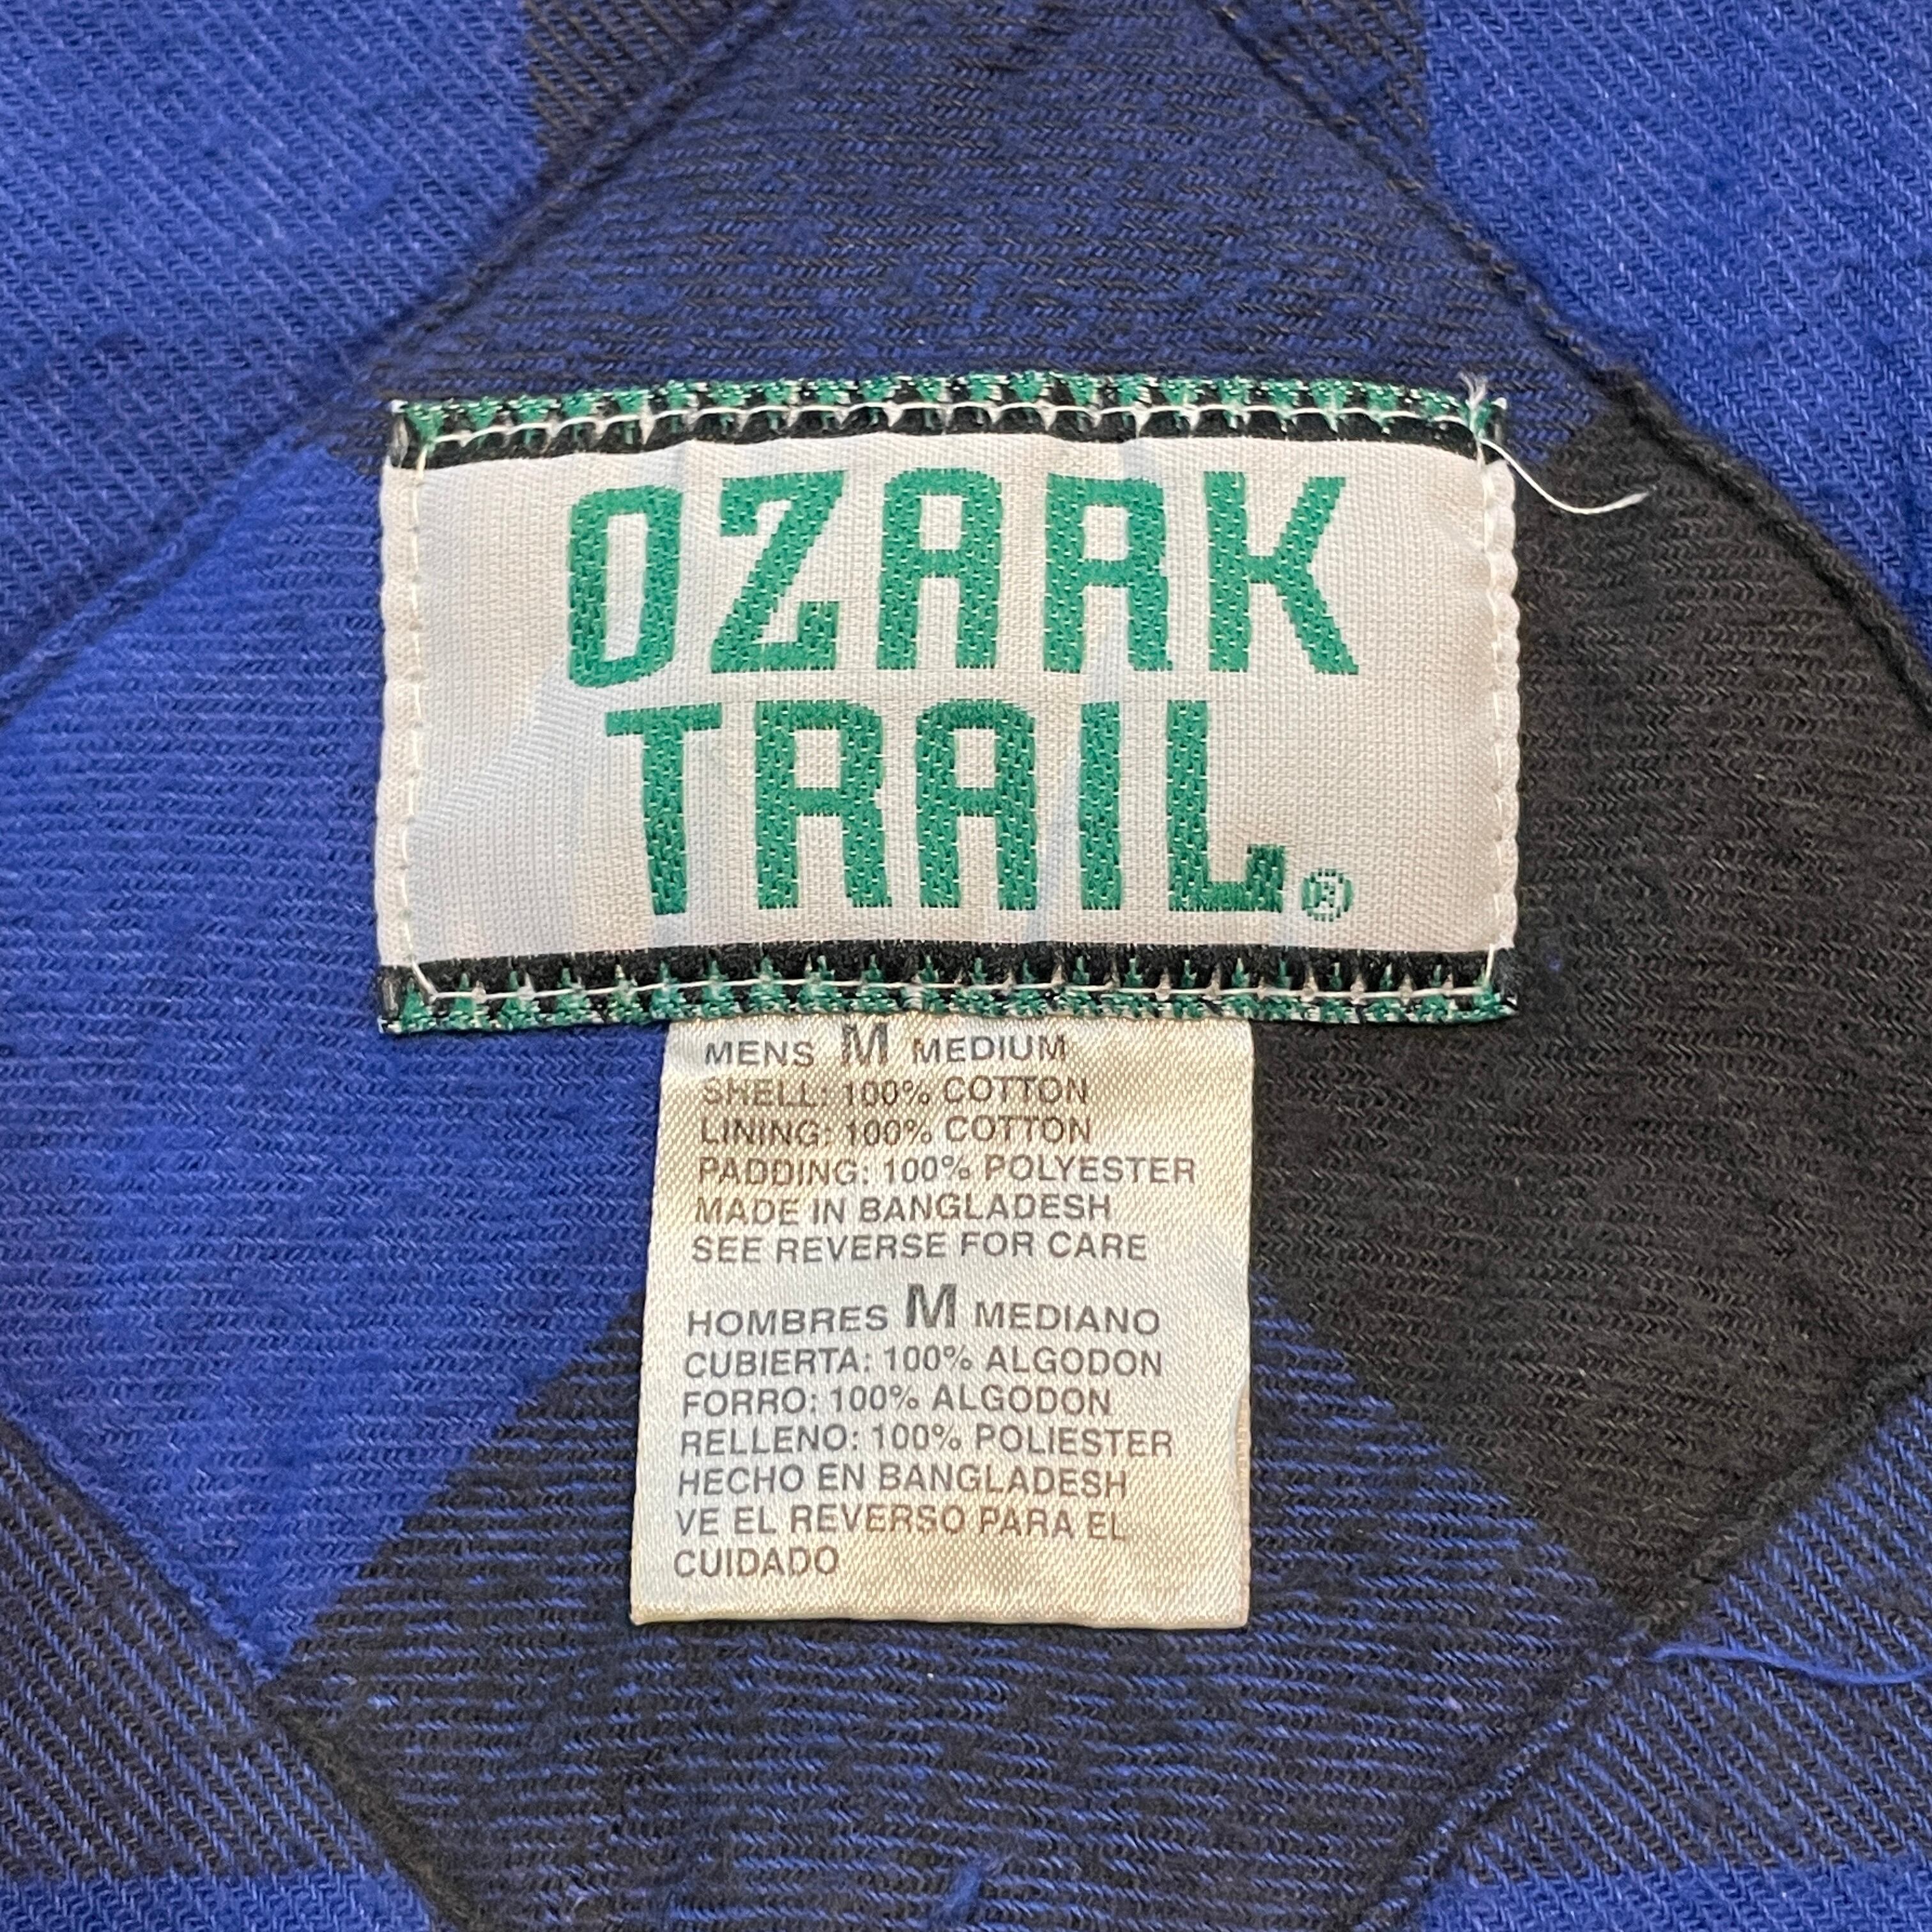 OZARK
TRAIL®
MENS M MEDIUM
SHELL: 100% COTTON
LINING: 100% COTTON
PADDING: 100% POLYESTER
MADE IN BANGLADESH
SEE REVERSE FOR CARE
HOMBRES M MEDIANO
CUBIERTA: 100% ALGODON
FORRO: 100% ALGODON
RELLENO: 100% POLIESTER
HECHO EN BANGLADESH
VE EL REVERSO PARA EL
CUIDADO